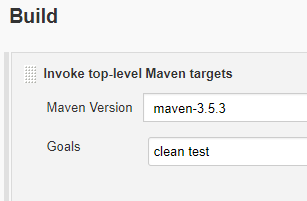 Build
Invoke top-level Maven targets
Maven Version
maven-3.5.3
Goals
clean test